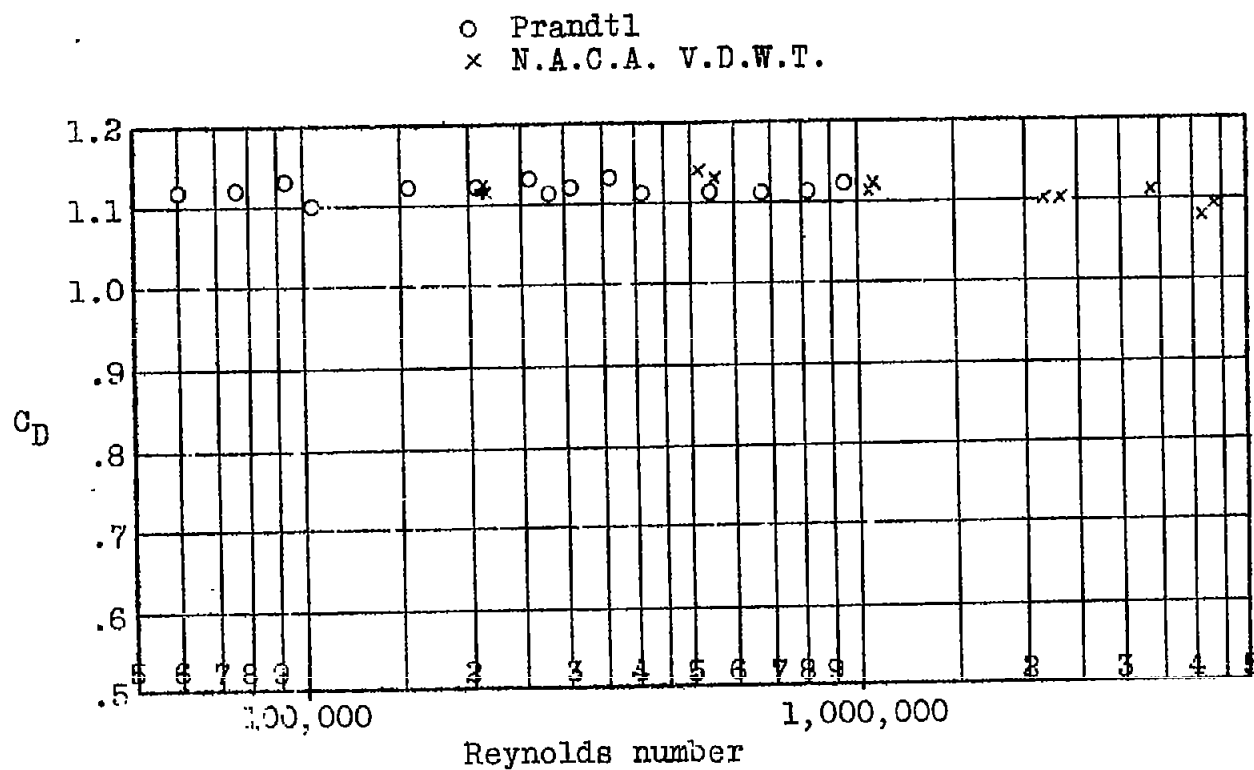 o Prandtl
× N.A.C.A. V.D.W.T.
1.2
1.1
1.0
.9
C_D
.8
.7
.6
.5
5 6 7 8 9 2 3 4 5 6 7 8 9 2 3 4 5
100,000 1,000,000
Reynolds number